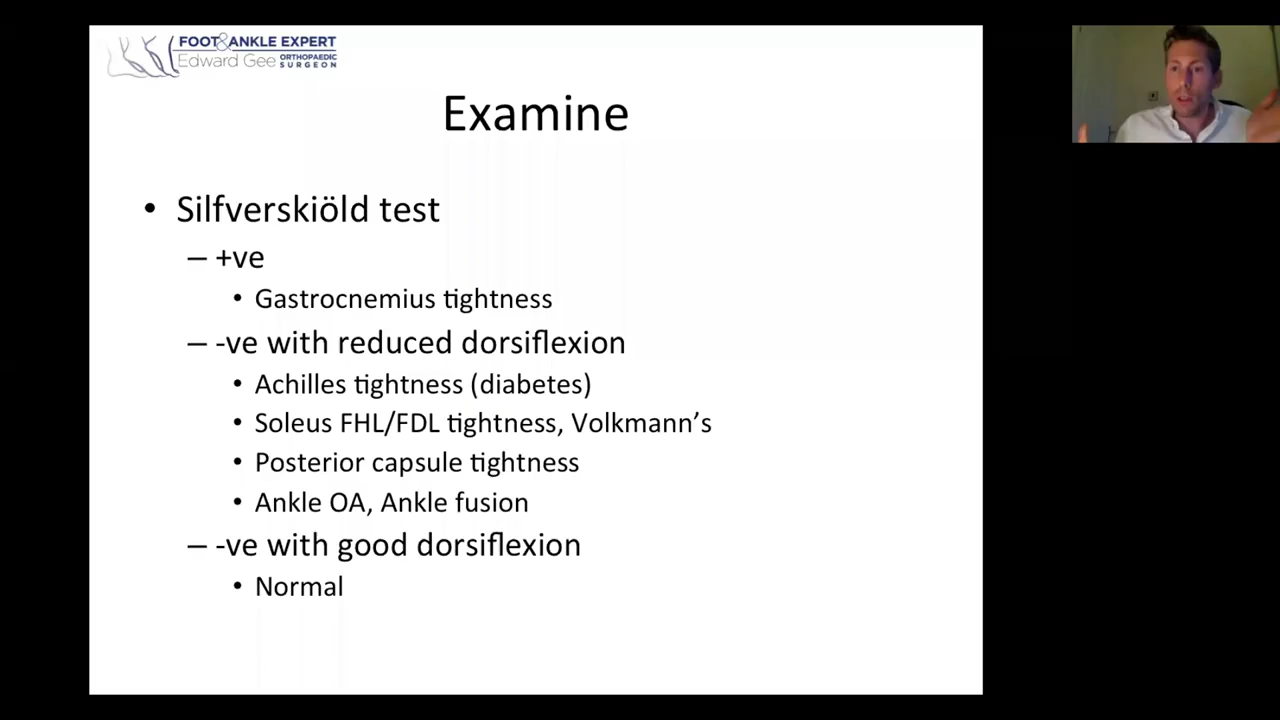 FOOT & ANKLE EXPERT
Edward Gee ORTHOPAEDIC SURGEON
Examine
• Silfverskiöld test
– +ve
• Gastrocnemius tightness
– -ve with reduced dorsiflexion
• Achilles tightness (diabetes)
• Soleus FHL/FDL tightness, Volkmann’s
• Posterior capsule tightness
• Ankle OA, Ankle fusion
– -ve with good dorsiflexion
• Normal